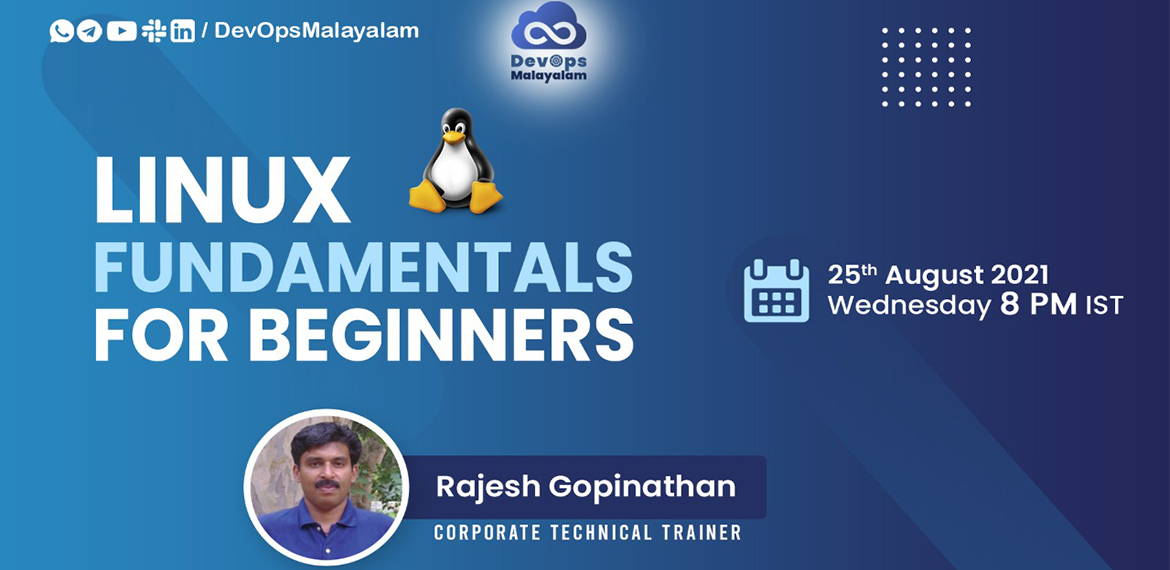 / DevOpsMalayalam
DevOps
Malayalam
LINUX
FUNDAMENTALS
FOR BEGINNERS
25th August 2021
Wednesday 8 PM IST
Rajesh Gopinathan
CORPORATE TECHNICAL TRAINER